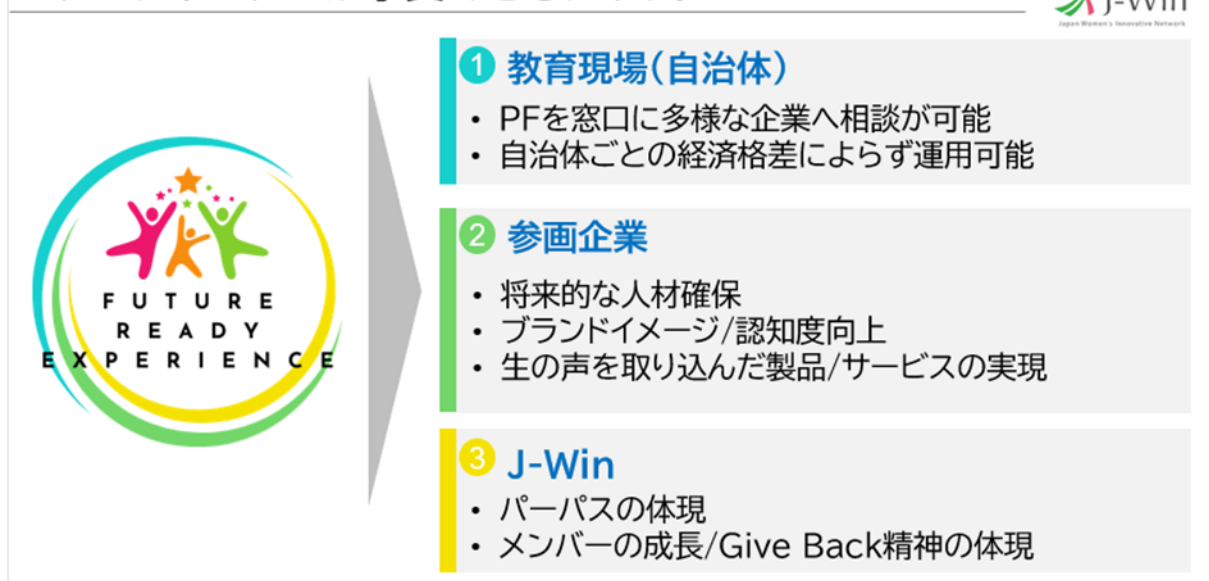 J-Win
Japan Women's Innovative Network
1 教育現場(自治体)
• PFを窓口に多様な企業へ相談が可能
• 自治体ごとの経済格差によらず運用可能
FUTURE
READY
EXPERIENCE
2 参画企業
• 将来的な人材確保
• ブランドイメージ/認知度向上
• 生の声を取り込んだ製品/サービスの実現
3 J-Win
• パーパスの体現
• メンバーの成長/Give Back精神の体現